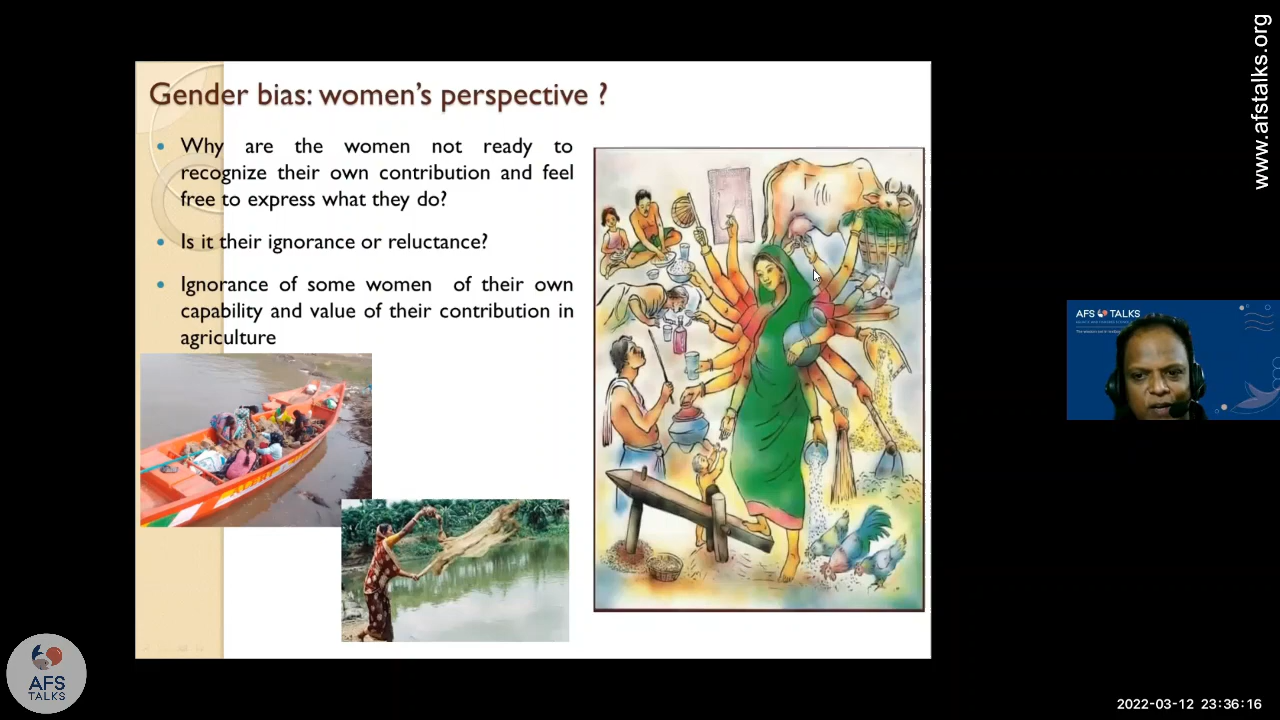 www.afstalks.org
Gender bias: women's perspective ?
Why are the women not ready to
recognize their own contribution and feel
free to express what they do?
Is it their ignorance or reluctance?
Ignorance of some women of their own
capability and value of their contribution in
agriculture
AFS TALKS
AFS
TALKS
2022-03-12 23:36:16